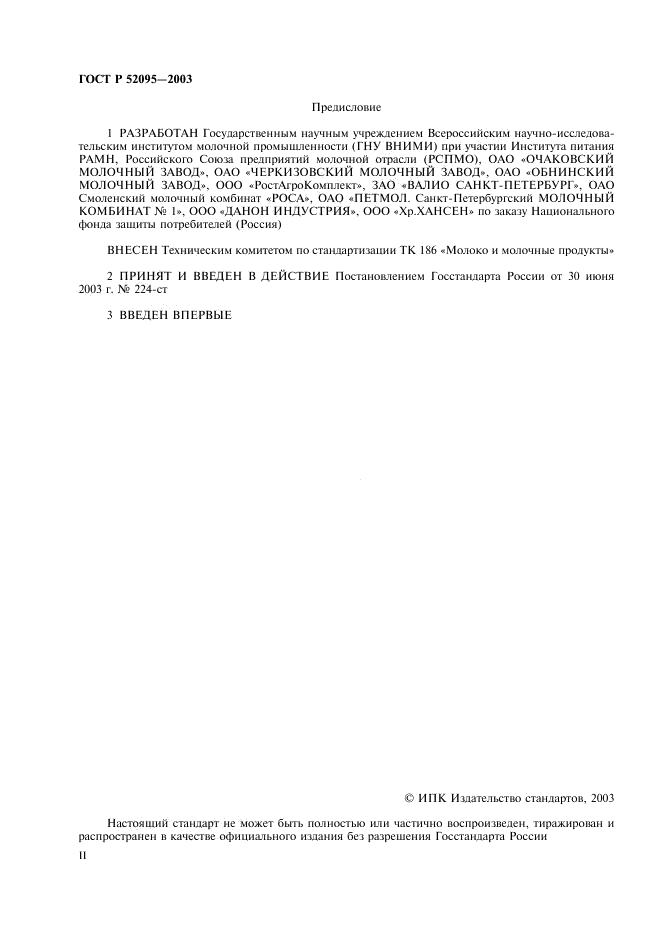 ГОСТ Р 52095—2003
Предисловие
1 РАЗРАБОТАН Государственным научным учреждением Всероссийским научно-исследова-
тельским институтом молочной промышленности (ГНУ ВНИМИ) при участии Института питания
РАМН, Российского Союза предприятий молочной отрасли (РСПМО), ОАО «ОЧАКОВСКИЙ
МОЛОЧНЫЙ ЗАВОД», ОАО «ЧЕРКИЗОВСКИЙ МОЛОЧНЫЙ ЗАВОД», ОАО «ОБНИНСКИЙ
МОЛОЧНЫЙ ЗАВОД», ООО «РостАгроКомплект», ЗАО «ВАЛИО САНКТ-ПЕТЕРБУРГ», ОАО
Смоленский молочный комбинат «РОСА», ОАО «ПЕТМОЛ. Санкт-Петербургский МОЛОЧНЫЙ
КОМБИНАТ № 1», ООО «ДАНОН ИНДУСТРИЯ», ООО «Хр.ХАНСЕН» по заказу Национального
фонда защиты потребителей (Россия)
ВНЕСЕН Техническим комитетом по стандартизации ТК 186 «Молоко и молочные продукты»
2 ПРИНЯТ И ВВЕДЕН В ДЕЙСТВИЕ Постановлением Госстандарта России от 30 июня
2003 г. № 224-ст
3 ВВЕДЕН ВПЕРВЫЕ
© ИПК Издательство стандартов, 2003
Настоящий стандарт не может быть полностью или частично воспроизведен, тиражирован и
распространен в качестве официального издания без разрешения Госстандарта России
II